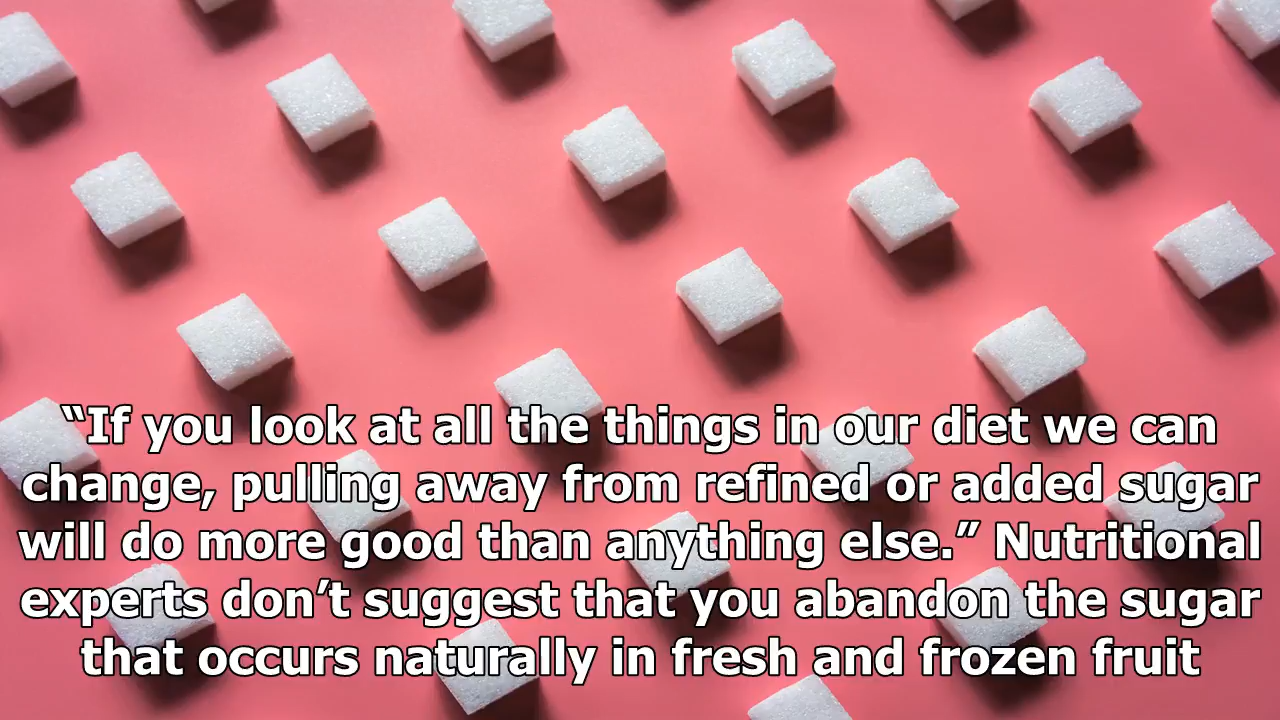 “If you look at all the things in our diet we can
change, pulling away from refined or added sugar
will do more good than anything else.” Nutritional
experts don’t suggest that you abandon the sugar
that occurs naturally in fresh and frozen fruit